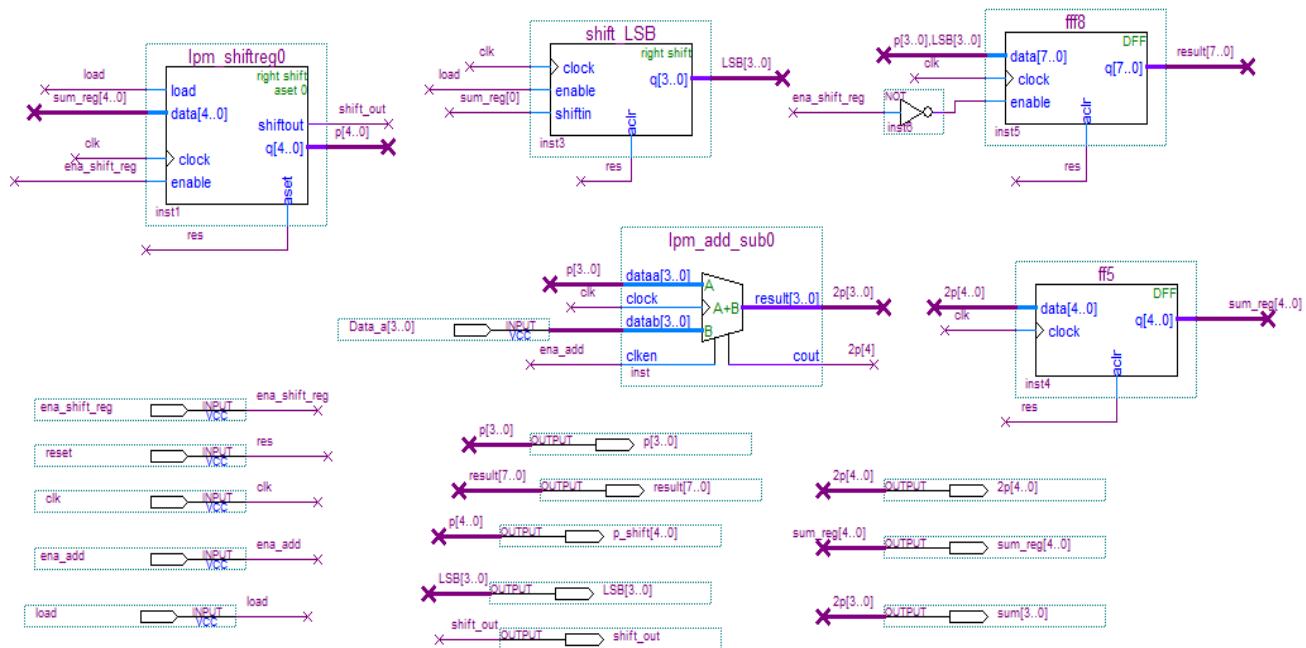 lpm_shiftreg0
right shift
aset 0
load
load
sum_reg[4..0]
data[4..0]
shiftout
shift_out
q[4..0]
p[4..0]
clk
clock
ena_shift_reg
enable
aset
inst1
res
shift_LSB
right shift
clk
clock
load
enable
sum_reg[0]
shiftin
q[3..0]
LSB[3..0]
aclr
inst3
res
fff8
DFF
p[3..0],LSB[3..0]
data[7..0]
clk
clock
q[7..0]
result[7..0]
ena_shift_reg
NOT
inst6
enable
aclr
inst5
res
lpm_add_sub0
p[3..0]
dataa[3..0]
A
clk
clock
A+B
result[3..0]
2p[3..0]
Data_a[3..0]
INPUT
VCC
datab[3..0]
B
ena_add
clken
cout
2p[4]
inst
ff5
DFF
2p[4..0]
data[4..0]
clk
clock
q[4..0]
sum_reg[4..0]
aclr
inst4
res
ena_shift_reg
INPUT
VCC
ena_shift_reg
reset
INPUT
VCC
res
clk
INPUT
VCC
clk
ena_add
INPUT
VCC
ena_add
load
INPUT
VCC
load
p[3..0]
OUTPUT
p[3..0]
result[7..0]
OUTPUT
result[7..0]
p[4..0]
OUTPUT
p_shift[4..0]
LSB[3..0]
OUTPUT
LSB[3..0]
shift_out
OUTPUT
shift_out
2p[4..0]
OUTPUT
2p[4..0]
sum_reg[4..0]
OUTPUT
sum_reg[4..0]
2p[3..0]
OUTPUT
sum[3..0]